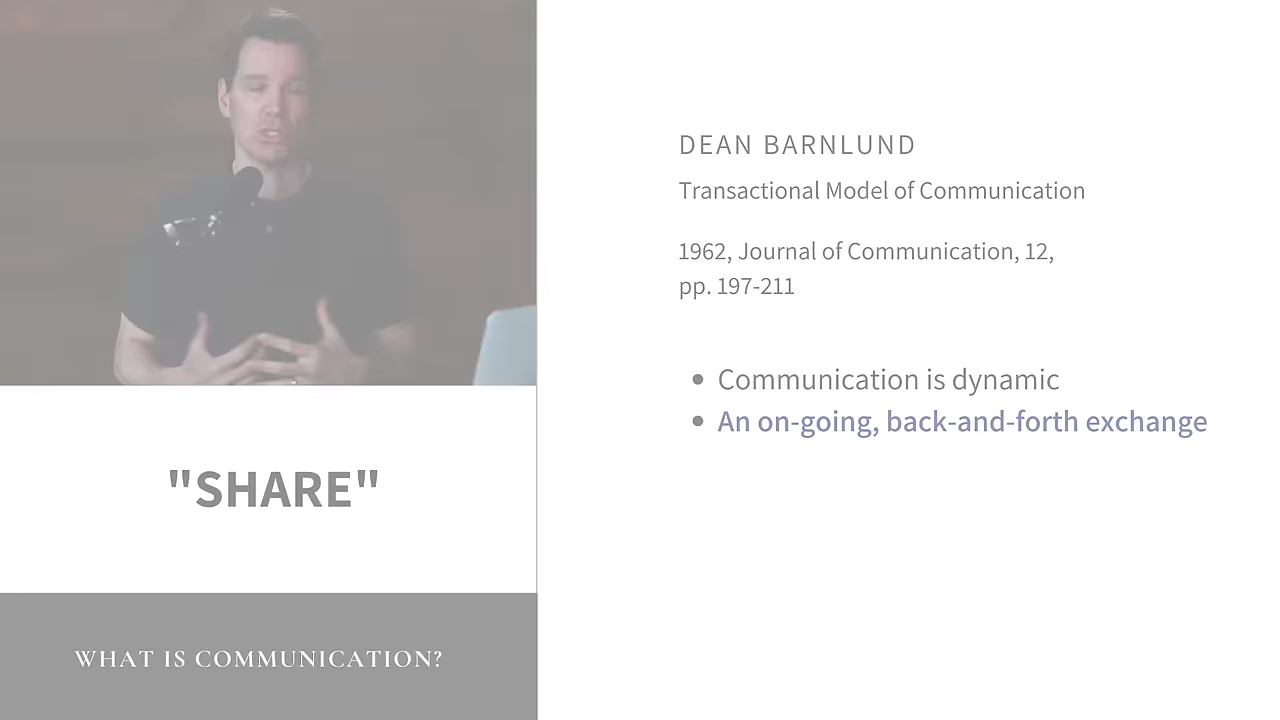 "SHARE"
WHAT IS COMMUNICATION?
DEAN BARNLUND
Transactional Model of Communication
1962, Journal of Communication, 12,
pp. 197-211
• Communication is dynamic
• An on-going, back-and-forth exchange